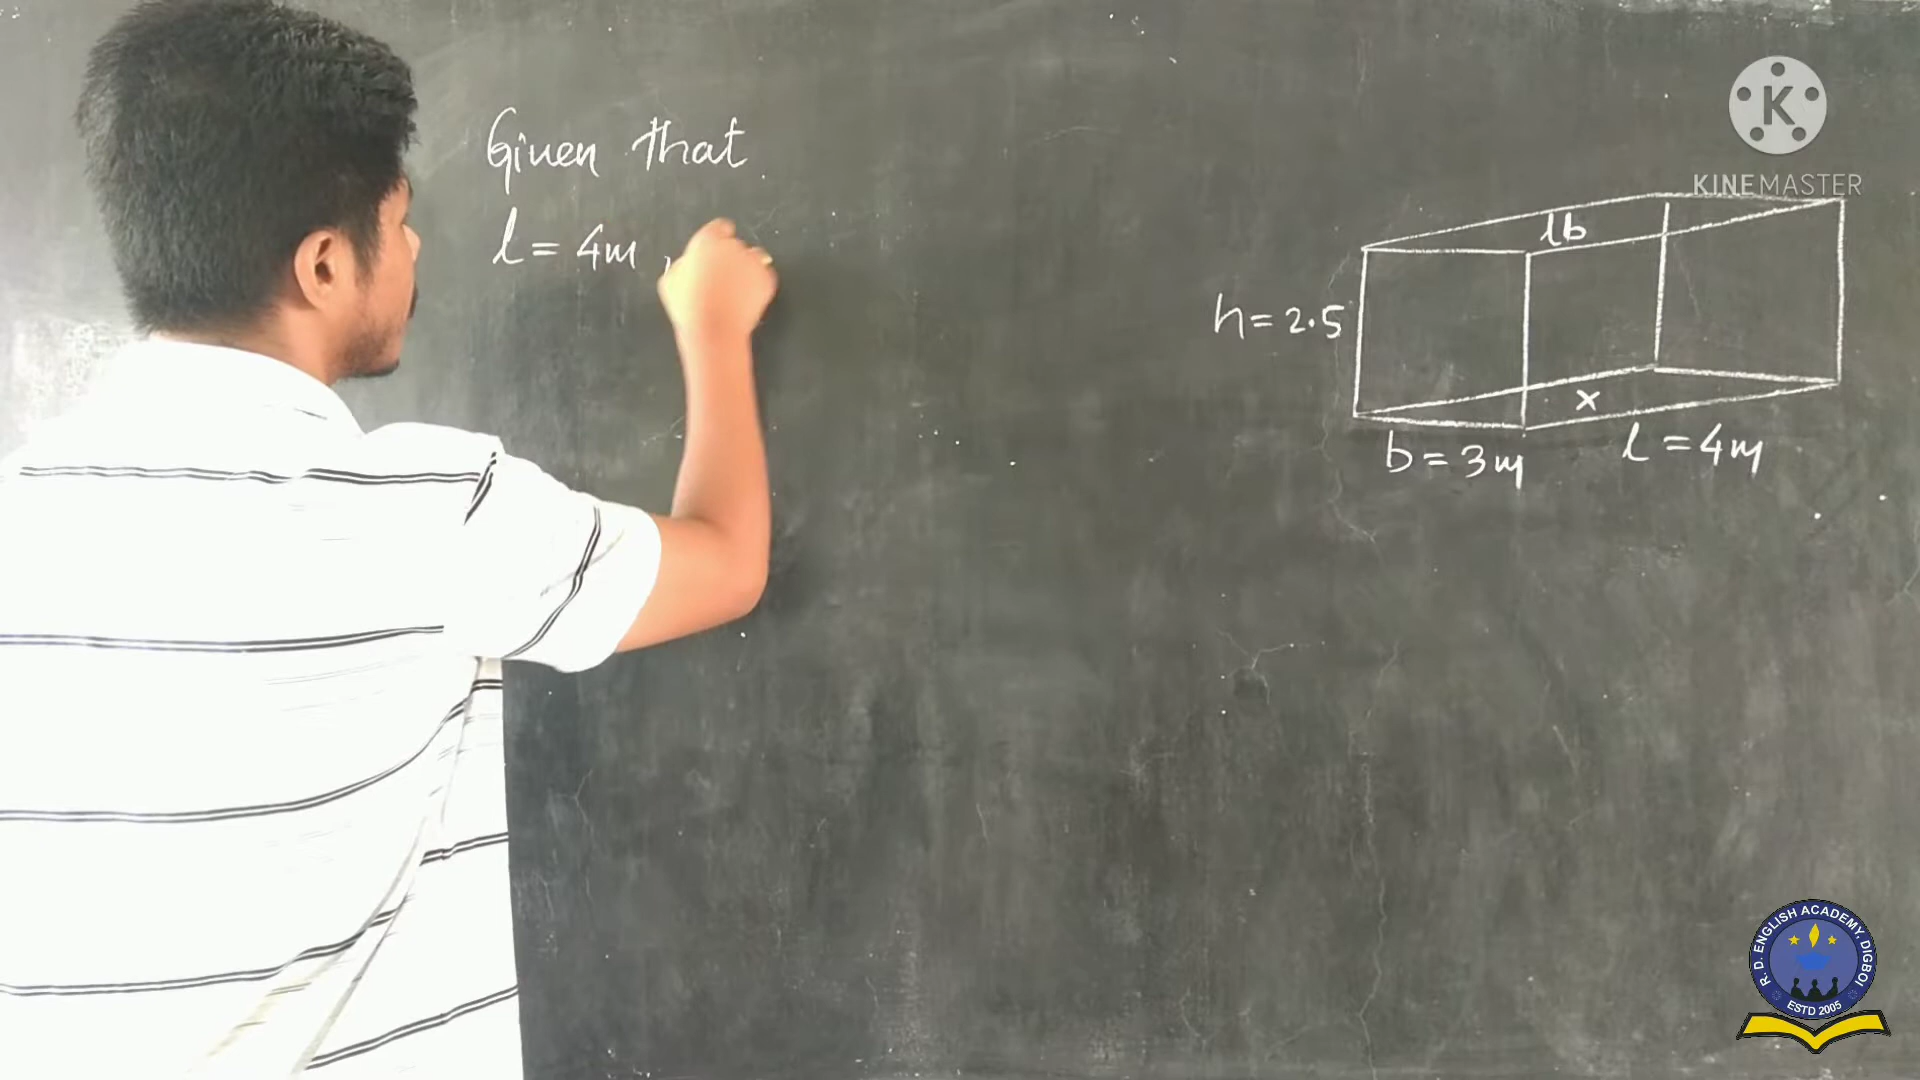 Given that
l = 4m ,
lb
h = 2.5
x
b = 3m
l = 4m
KINEMASTER
R. D. ENGLISH ACADEMY, DIGBOI
ESTD 2005